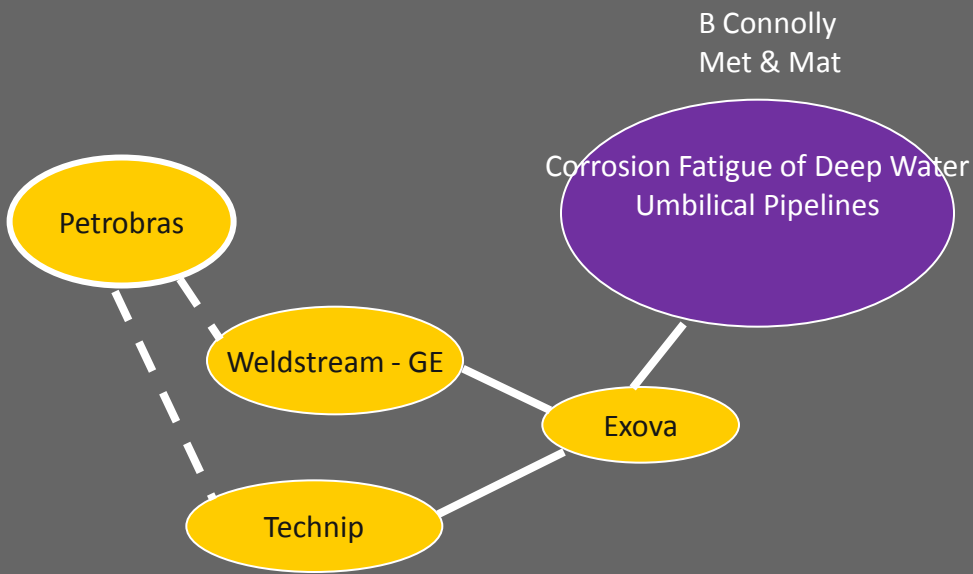 B Connolly
Met & Mat
Corrosion Fatigue of Deep Water
Umbilical Pipelines
Petrobras
Weldstream - GE
Exova
Technip